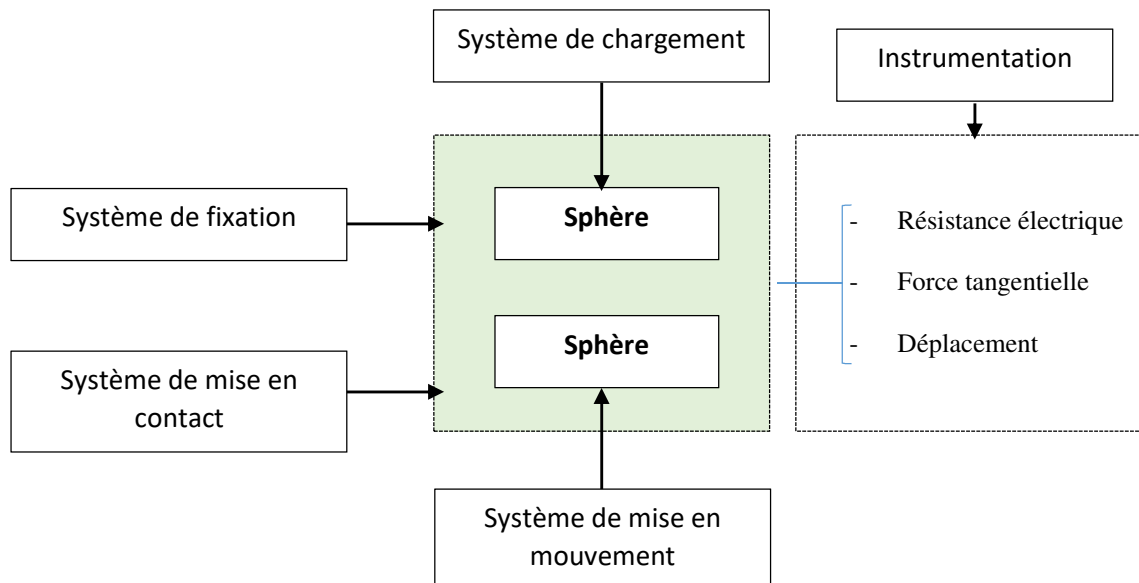 Système de chargement
Instrumentation
Système de fixation
Sphère
- Résistance électrique
- Force tangentielle
- Déplacement
Sphère
Système de mise en
contact
Système de mise en
mouvement